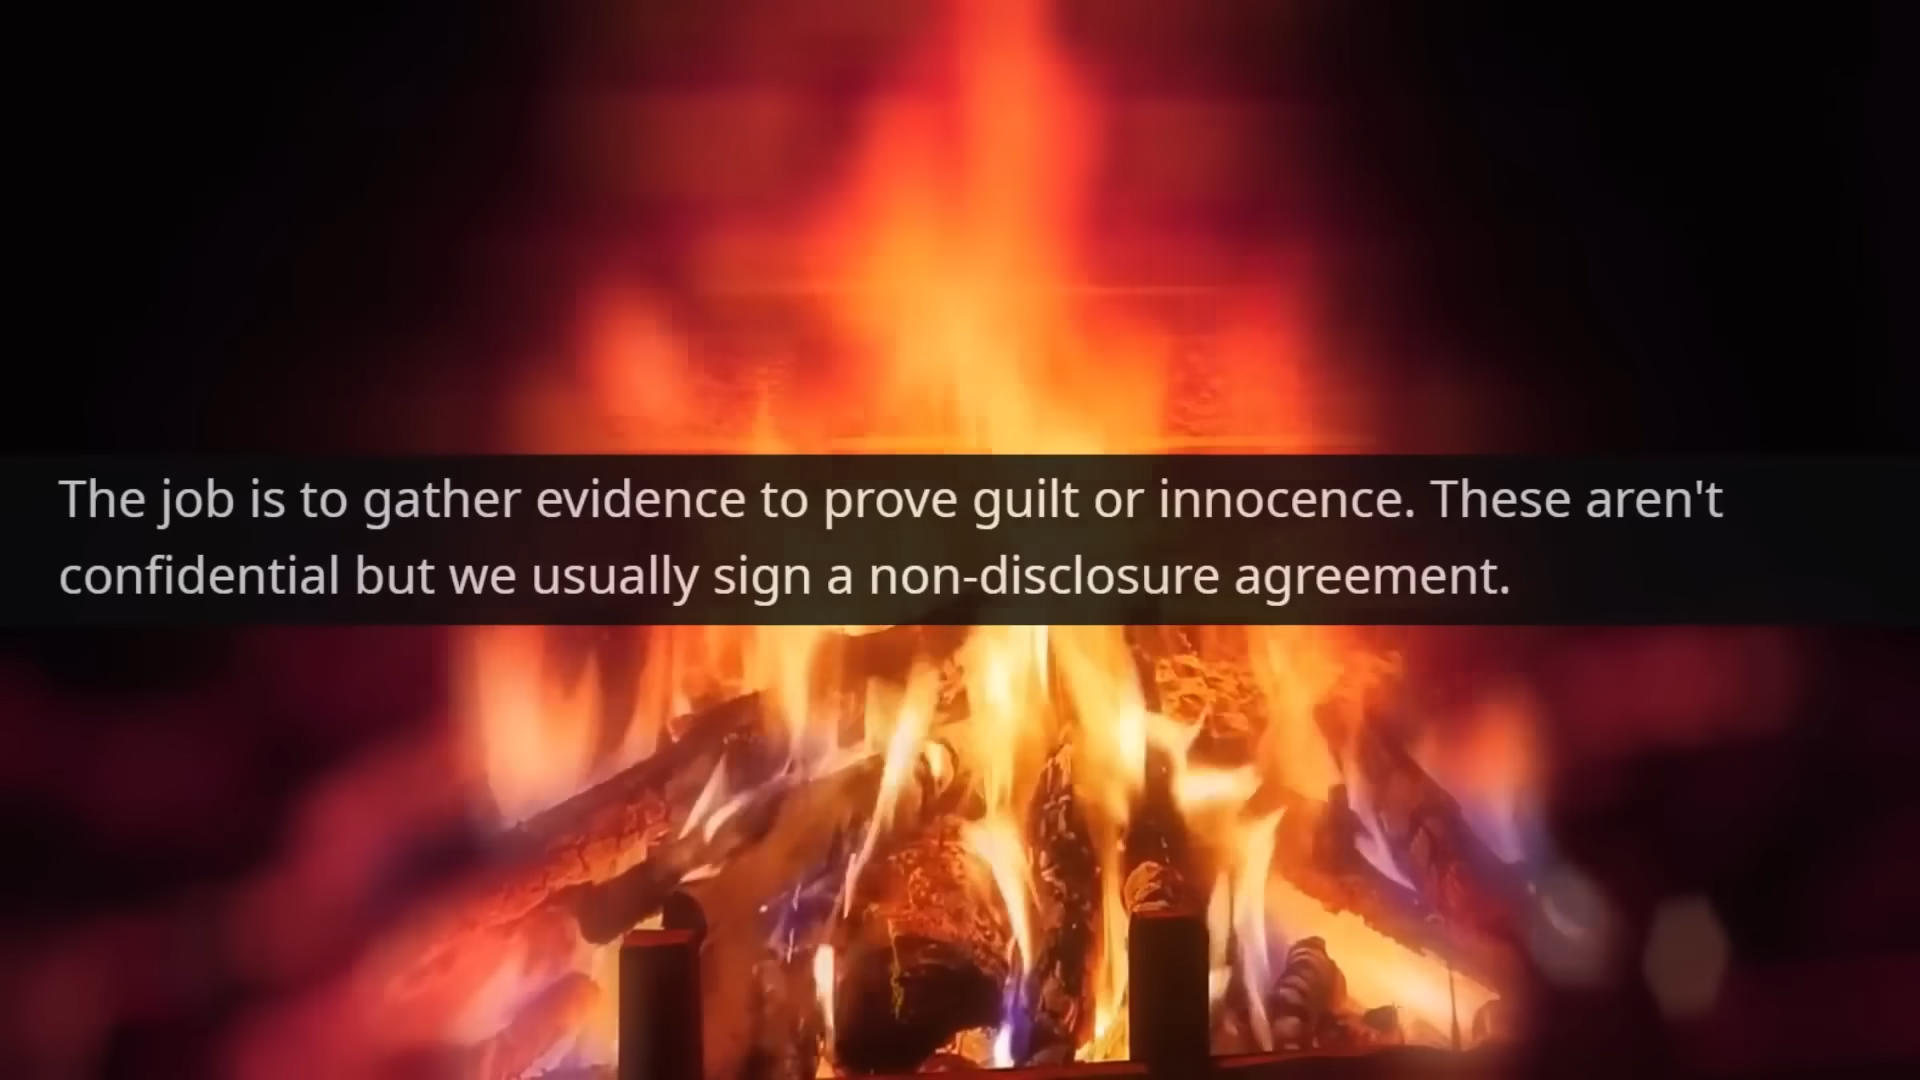 The job is to gather evidence to prove guilt or innocence. These aren't
confidential but we usually sign a non-disclosure agreement.